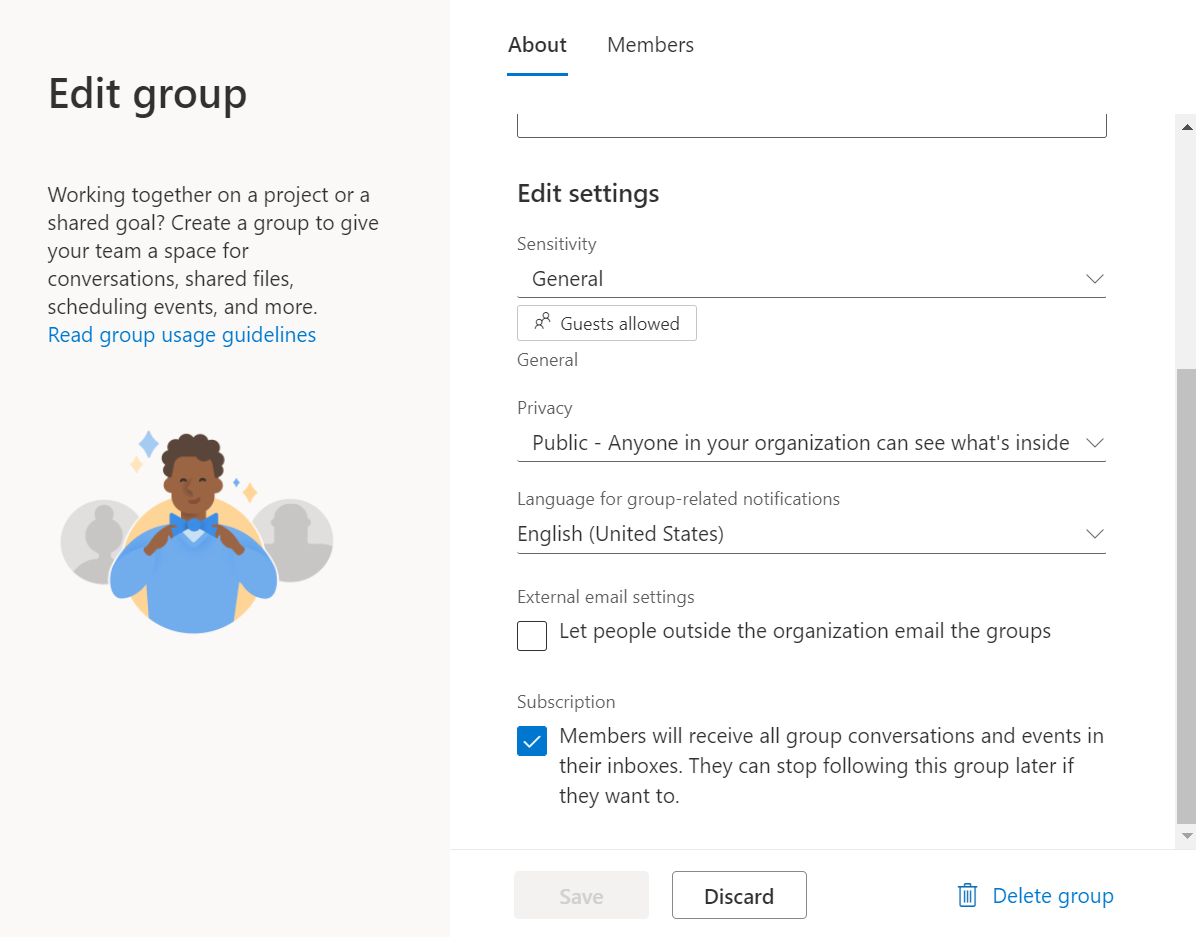 Edit group
Working together on a project or a
shared goal? Create a group to give
your team a space for
conversations, shared files,
scheduling events, and more.
Read group usage guidelines
About
Members
Edit settings
Sensitivity
General
Guests allowed
General
Privacy
Public - Anyone in your organization can see what's inside
Language for group-related notifications
English (United States)
External email settings
Let people outside the organization email the groups
Subscription
Members will receive all group conversations and events in
their inboxes. They can stop following this group later if
they want to.
Save
Discard
Delete group